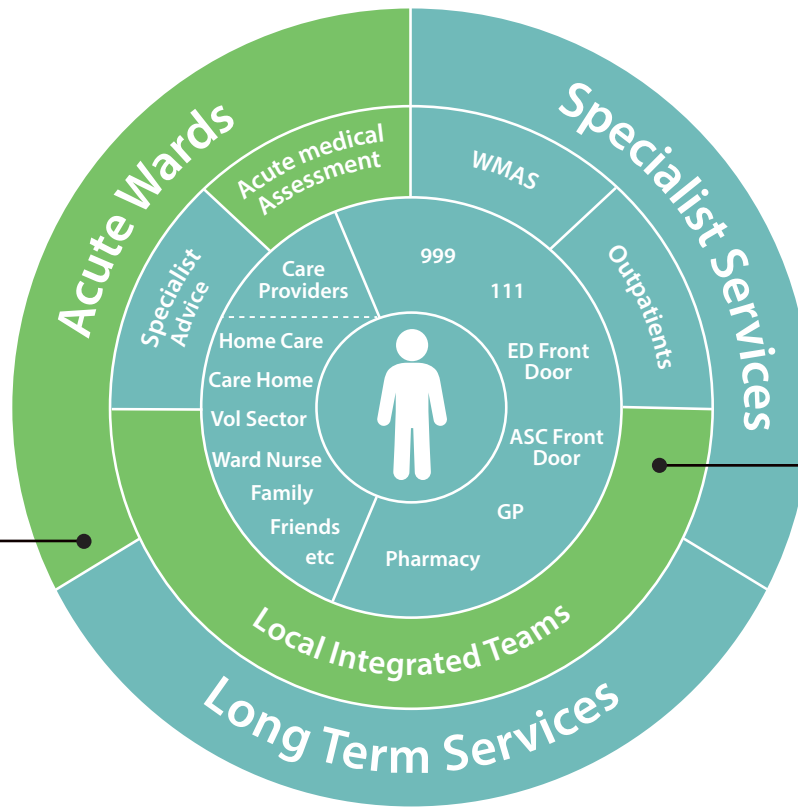 Acute Wards
Specialist Services
Acute medical
Assessment
WMAS
Specialist
Advice
Outpatients
Care
Providers
999
111
Home Care
ED Front
Door
Care Home
Vol Sector
ASC Front
Door
Ward Nurse
Family
GP
Friends
etc
Pharmacy
Local Integrated Teams
Long Term Services